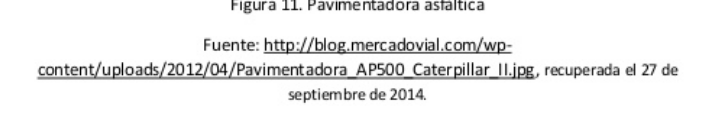 Figura 11. Pavimentadora asfáltica
Fuente: http://blog.mercadovial.com/wp-
content/uploads/2012/04/Pavimentadora_AP500_Caterpillar_II.jpg, recuperada el 27 de
septiembre de 2014.